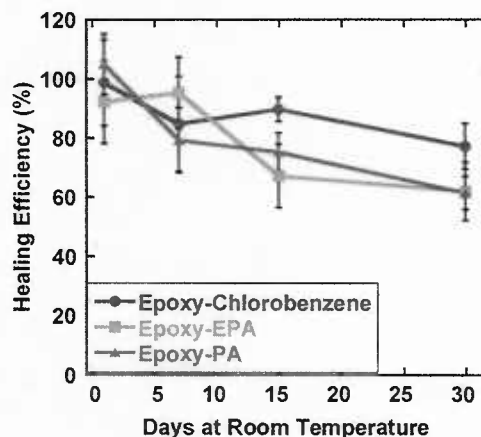 120
100
80
60
40
20
0
Healing Efficiency (%)
Epoxy-Chlorobenzene
Epoxy-EPA
Epoxy-PA
0 5 10 15 20 25 30
Days at Room Temperature